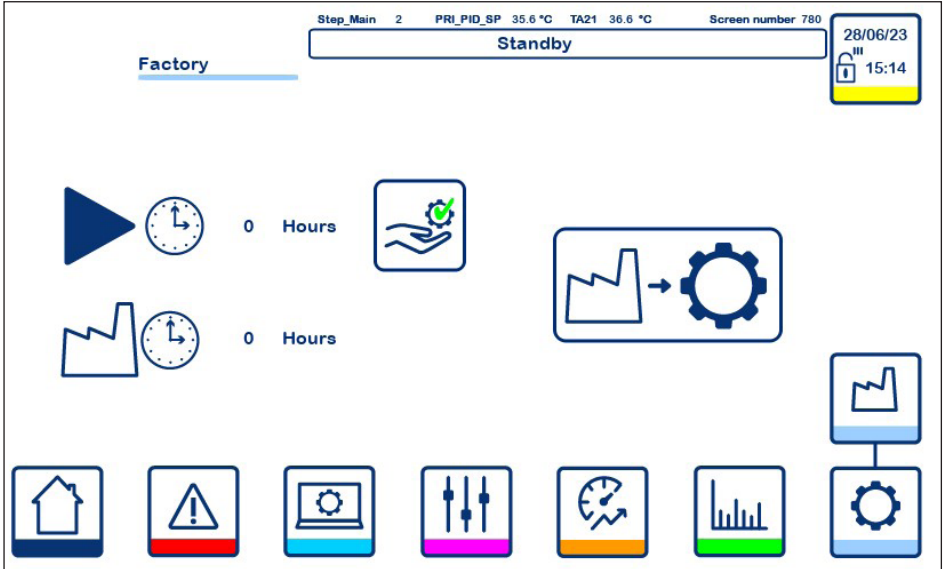 Step_Main 2 PRI_PID_SP 35.6 °C TA21 36.6 °C Screen number 780
Standby
28/06/23
III
15:14
Factory
0 Hours
0 Hours